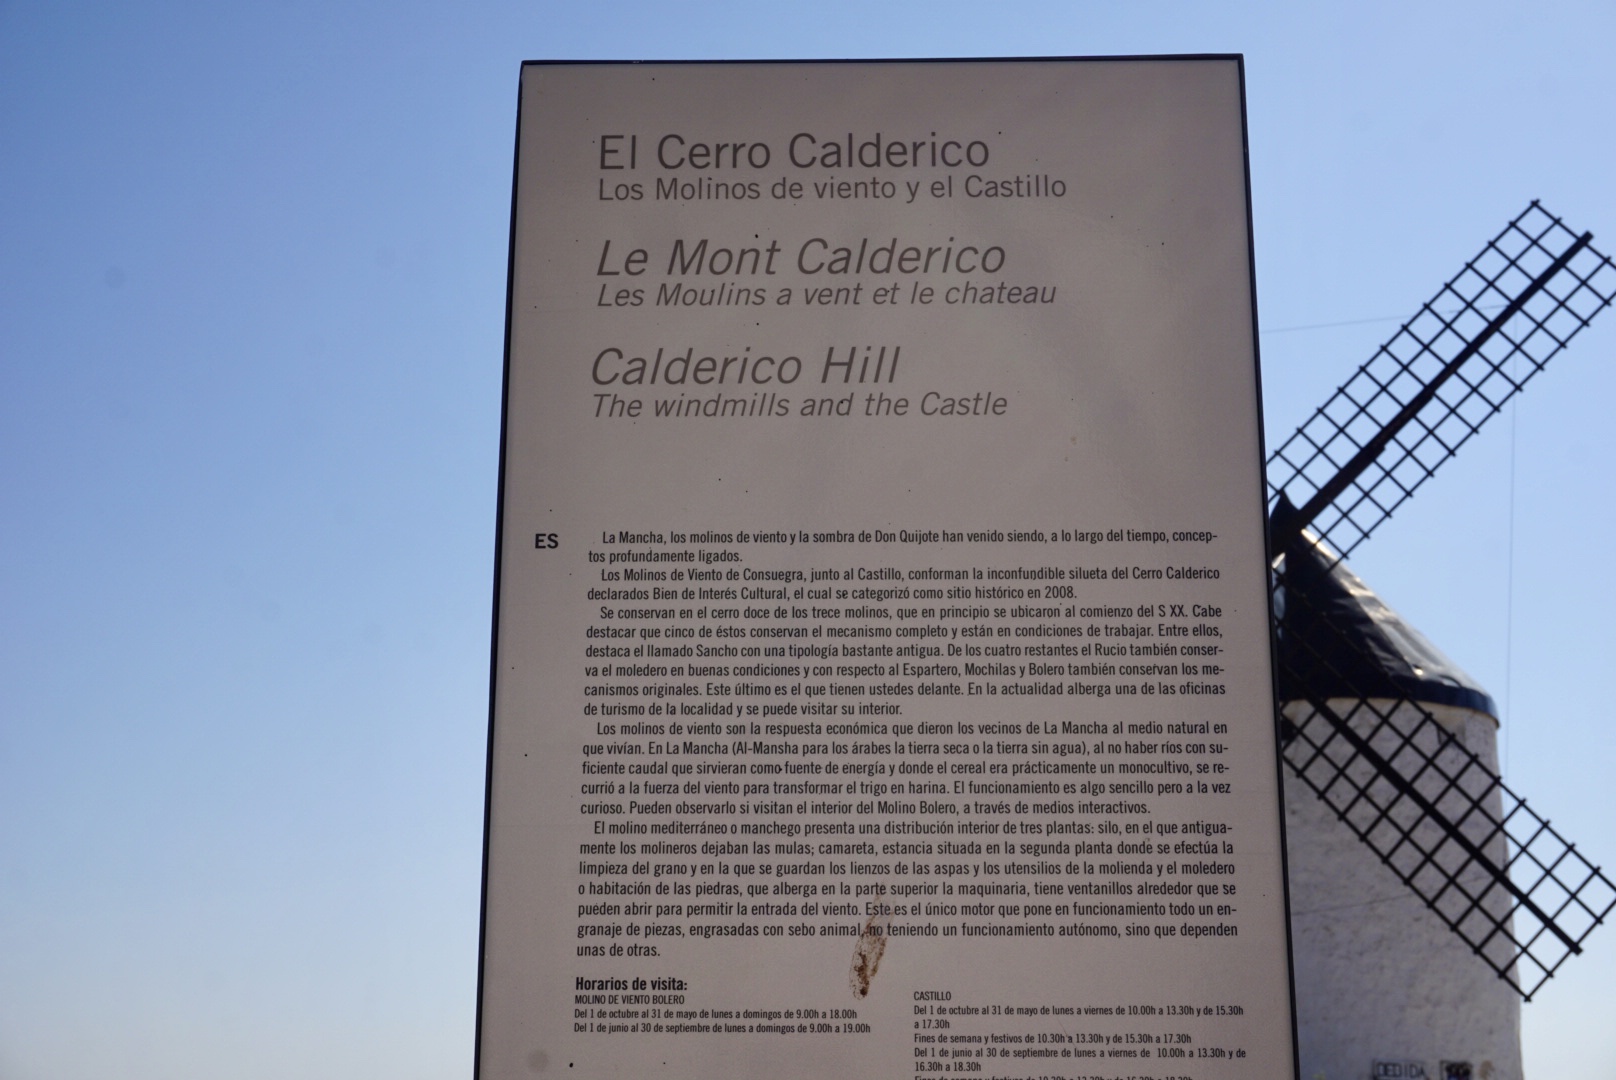 El Cerro Calderico
Los Molinos de viento y el Castillo
Le Mont Calderico
Les Moulins a vent et le chateau
Calderico Hill
The windmills and the Castle
ES
La Mancha, los molinos de viento y la sombra de Don Quijote han venido siendo, a lo largo del tiempo, concep-
tos profundamente ligados.
Los Molinos de Viento de Consuegra, junto al Castillo, conforman la inconfundible silueta del Cerro Calderico
declarados Bien de Interés Cultural, el cual se categorizó como sitio histórico en 2008.
Se conservan en el cerro doce de los trece molinos, que en principio se ubicaron al comienzo del S XX. Cabe
destacar que cinco de éstos conservan el mecanismo completo y están en condiciones de trabajar. Entre ellos,
destaca el llamado Sancho con una tipología bastante antigua. De los cuatro restantes el Rucio también conser-
va el moledero en buenas condiciones y con respecto al Espartero, Mochilas y Bolero también conservan los me-
canismos originales. Este último es el que tienen ustedes delante. En la actualidad alberga una de las oficinas
de turismo de la localidad y se puede visitar su interior.
Los molinos de viento son la respuesta económica que dieron los vecinos de La Mancha al medio natural en
que vivían. En La Mancha (Al-Mansha para los árabes la tierra seca o la tierra sin agua), al no haber ríos con su-
ficiente caudal que sirvieran como fuente de energía y donde el cereal era prácticamente un monocultivo, se re-
currió a la fuerza del viento para transformar el trigo en harina. El funcionamiento es algo sencillo pero a la vez
curioso. Pueden observarlo si visitan el interior del Molino Bolero, a través de medios interactivos.
El molino mediterráneo o manchego presenta una distribución interior de tres plantas: silo, en el que antigua-
mente los molineros dejaban las mulas; camareta, estancia situada en la segunda planta donde se efectúa la
limpieza del grano y en la que se guardan los lienzos de las aspas y los utensilios de la molienda y el moledero
o habitación de las piedras, que alberga en la parte superior la maquinaria, tiene ventanillos alrededor que se
pueden abrir para permitir la entrada del viento. Este es el único motor que pone en funcionamiento todo un en-
granaje de piezas, engrasadas con sebo animal, no teniendo un funcionamiento autónomo, sino que dependen
unas de otras.
Horarios de visita:
MOLINO DE VIENTO BOLERO
Del 1 de octubre al 31 de mayo de lunes a domingos de 9.00h a 18.00h
Del 1 de junio al 30 de septiembre de lunes a domingos de 9.00h a 19.00h
CASTILLO
Del 1 de octubre al 31 de mayo de lunes a viernes de 10.00h a 13.30h y de 15.30h
a 17.30h
Fines de semana y festivos de 10.30h a 13.30h y de 15.30h a 17.30h
Del 1 de junio al 30 de septiembre de lunes a viernes de 10.00h a 13.30h y de
16.30h a 18.30h